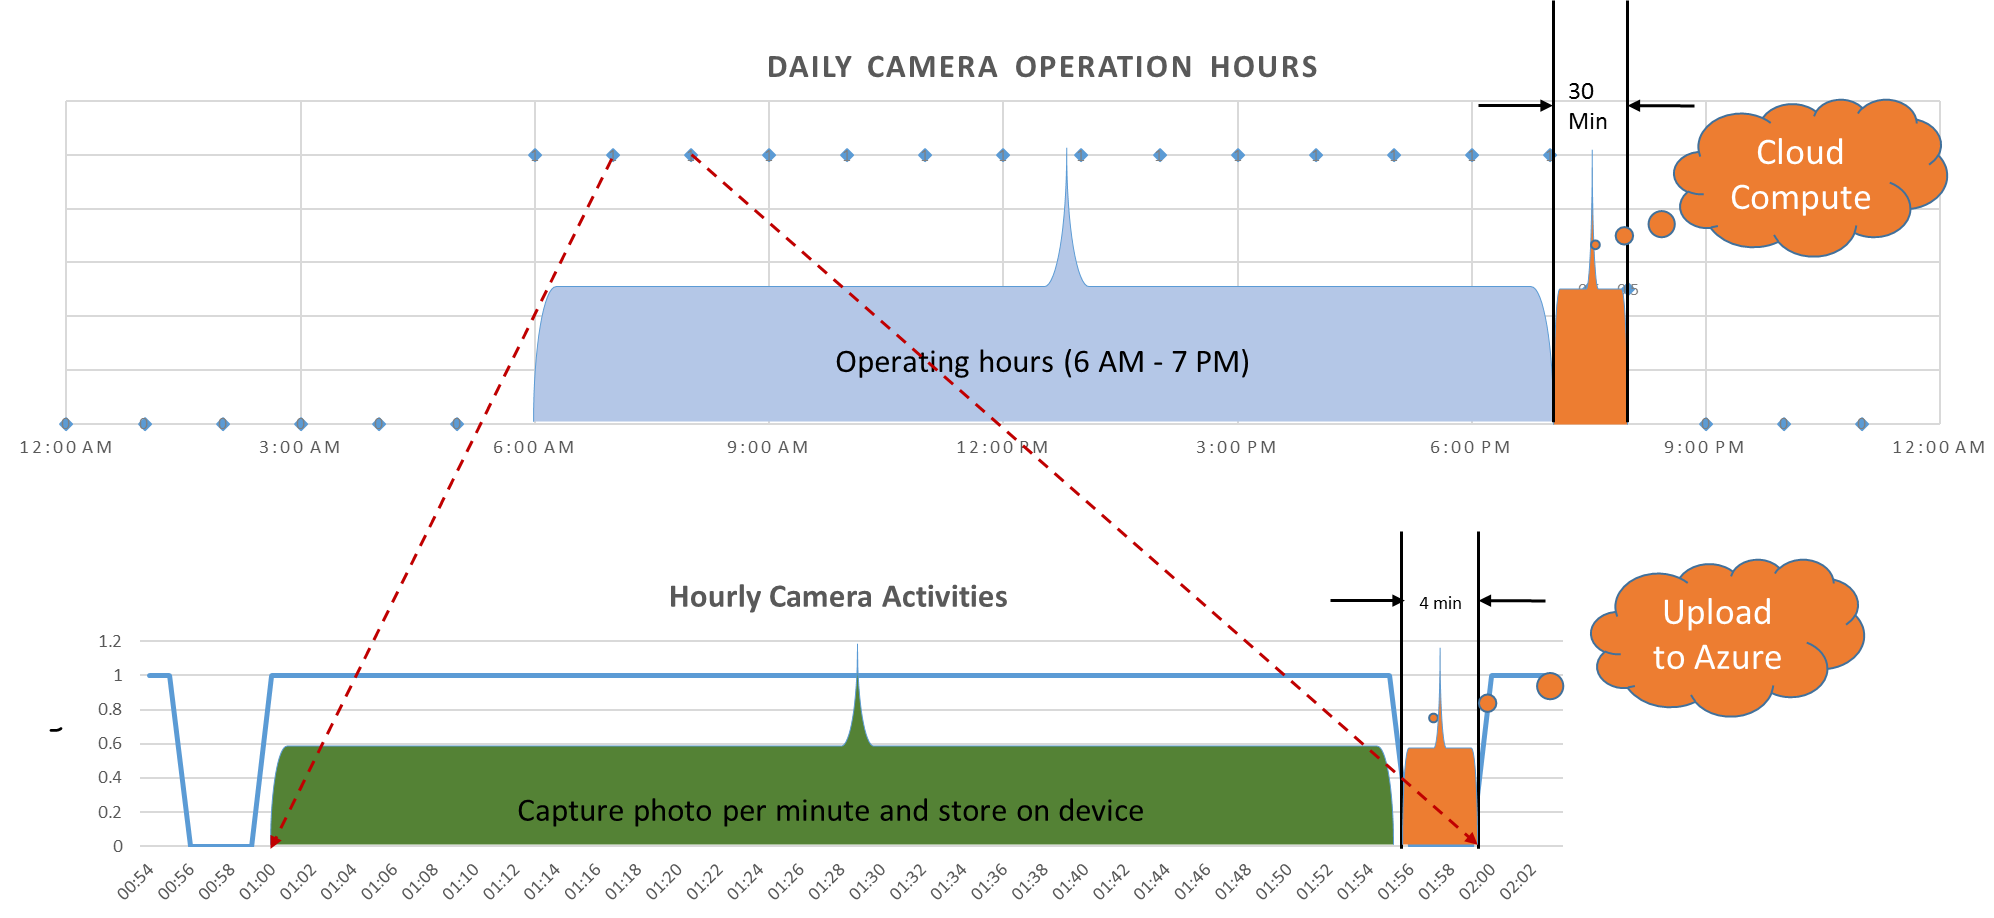 DAILY CAMERA OPERATION HOURS
30
Min
Cloud
Compute
Operating hours (6 AM - 7 PM)
12:00 AM 3:00 AM 6:00 AM 9:00 AM 12:00 PM 3:00 PM 6:00 PM 9:00 PM 12:00 AM
Hourly Camera Activities
4 min
Upload
to Azure
1.2
1
0.8
0.6
0.4
0.2
0
Capture photo per minute and store on device
00:54 00:56 00:58 01:00 01:02 01:04 01:06 01:08 01:10 01:12 01:14 01:16 01:18 01:20 01:22 01:24 01:26 01:28 01:30 01:32 01:34 01:36 01:38 01:40 01:42 01:44 01:46 01:48 01:50 01:52 01:54 01:56 01:58 02:00 02:02